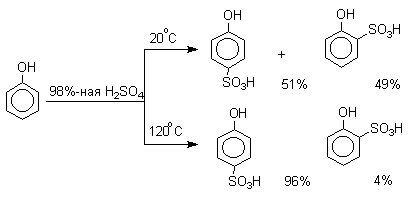 OH
20°C
SO₃H
51%
+
OH
SO₃H
49%
OH
98%-ная H₂SO₄
120°C
OH
SO₃H
96%
OH
SO₃H
4%